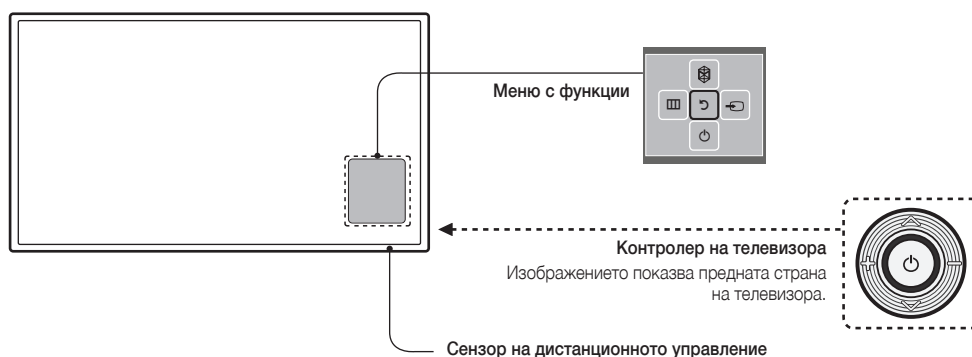 Меню с функции
Контролер на телевизора
Изображението показва предната страна
на телевизора.
Сензор на дистанционното управление